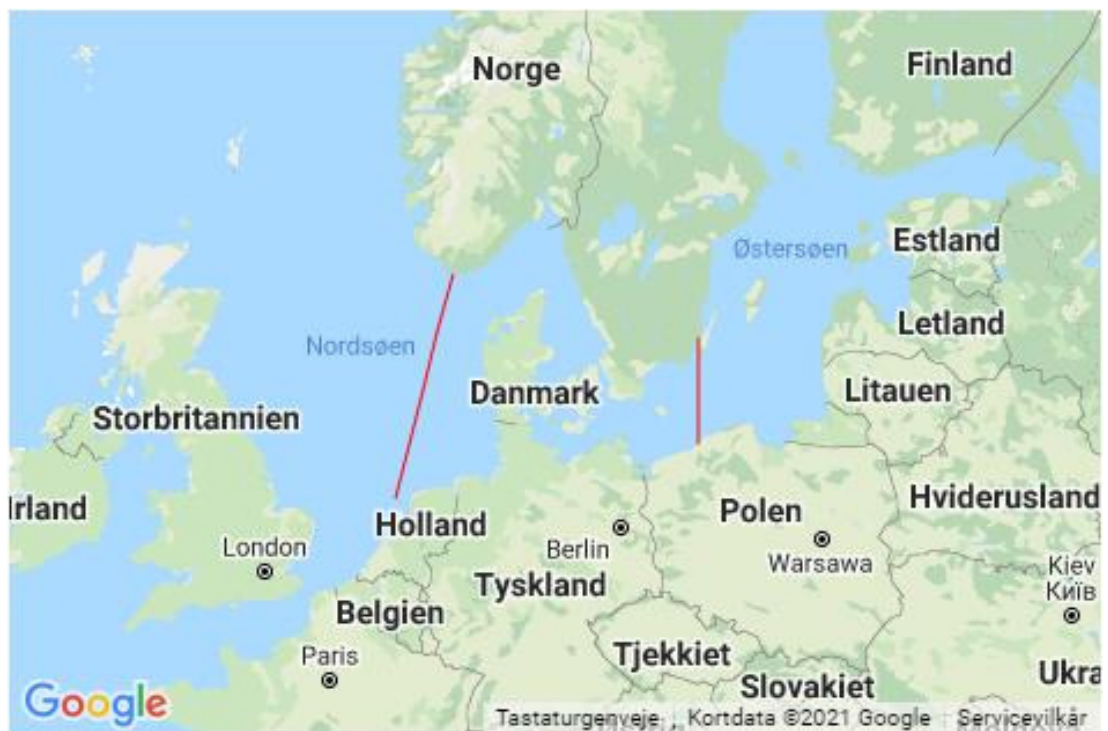 Norge
Finland
Østersøen
Estland
Letland
Nordsøen
Danmark
Litauen
Storbritannien
Irland
Holland
Polen
Hviderusland
London
Berlin
Warsawa
Kiev
Київ
Tyskland
Belgien
Paris
Tjekkiet
Slovakiet
Ukra
Google
Tastaturgenveje
Kortdata ©2021 Google
Servicevilkår